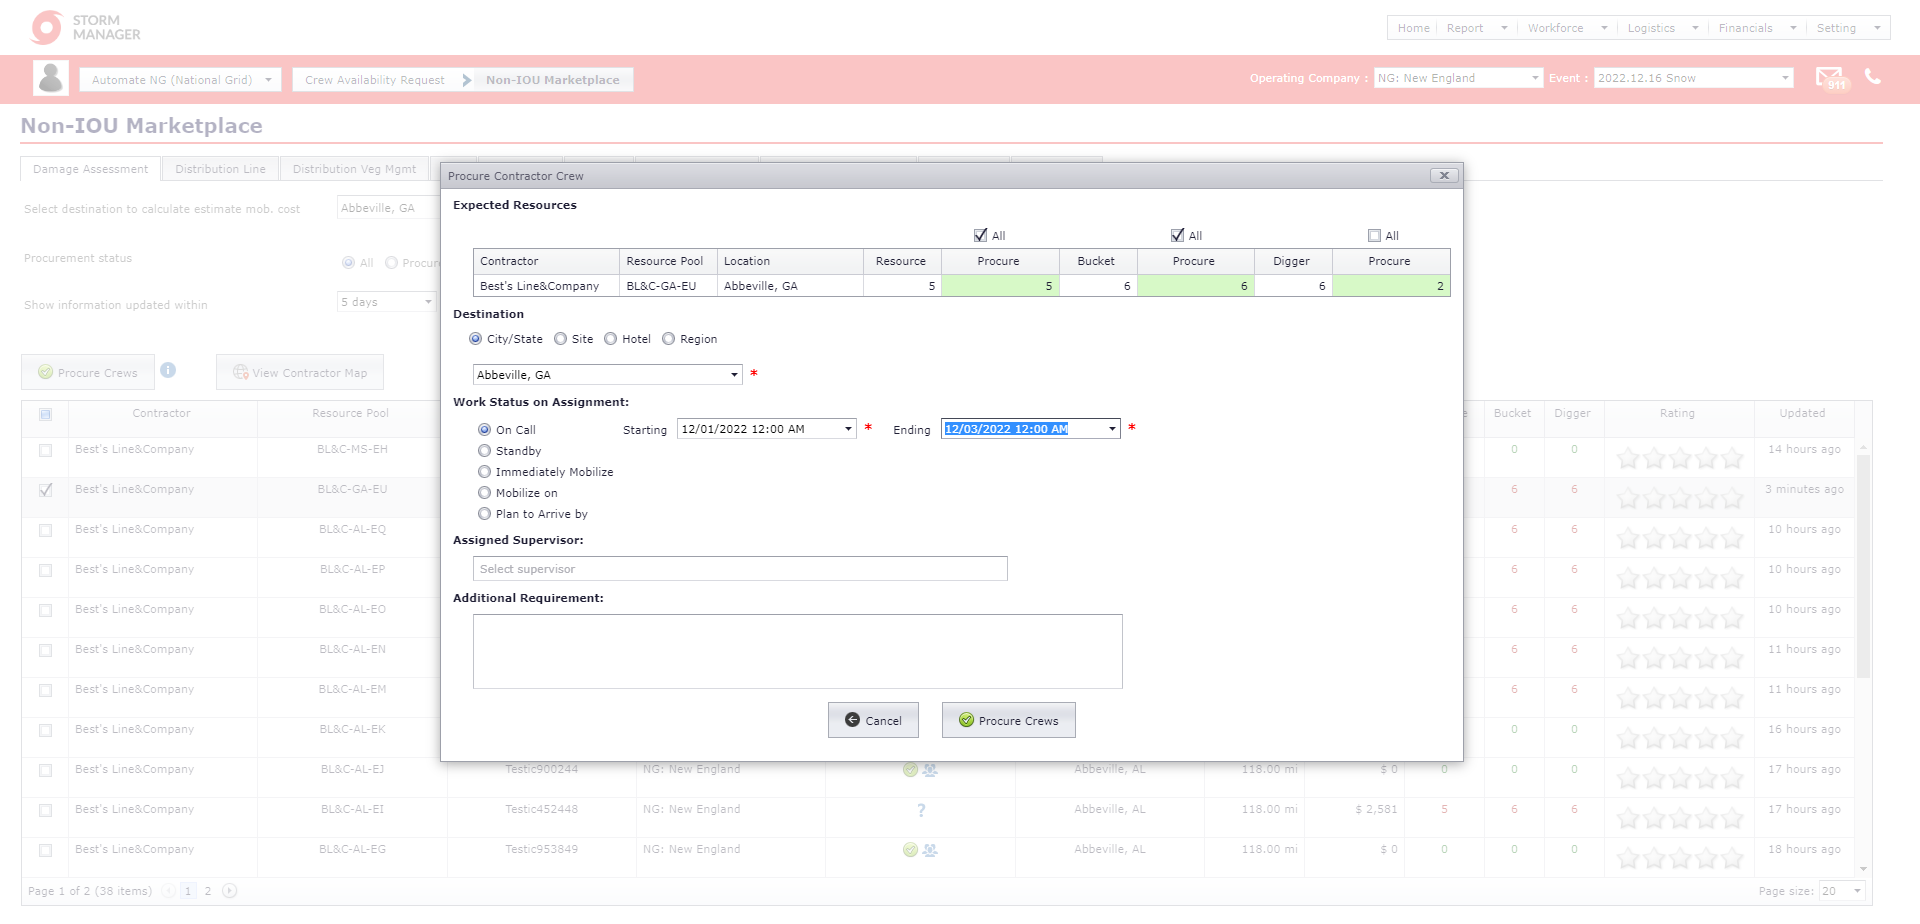 STORM
MANAGER
Home Report Workforce Logistics Financials Setting
Automate NG (National Grid) Crew Availability Request Non-IOU Marketplace Operating Company : NG: New England Event : 2022.12.16 Snow 911
Non-IOU Marketplace
Damage Assessment Distribution Line Distribution Veg Mgmt
Select destination to calculate estimate mob. cost Abbeville, GA
Procurement status All Procure
Show information updated within 5 days
Procure Crews View Contractor Map
Procure Contractor Crew
Expected Resources
All All All
Contractor Resource Pool Location Resource Procure Bucket Procure Digger Procure
Best's Line&Company BL&C-GA-EU Abbeville, GA 5 5 6 6 6 2
Destination
City/State Site Hotel Region
Abbeville, GA *
Work Status on Assignment:
On Call Starting 12/01/2022 12:00 AM * Ending 12/03/2022 12:00 AM *
Standby
Immediately Mobilize
Mobilize on
Plan to Arrive by
Assigned Supervisor:
Select supervisor
Additional Requirement:
Cancel Procure Crews
Contractor Resource Pool e Bucket Digger Rating Updated
Best's Line&Company BL&C-MS-EH 0 0 14 hours ago
Best's Line&Company BL&C-GA-EU 6 6 3 minutes ago
Best's Line&Company BL&C-AL-EQ 6 6 10 hours ago
Best's Line&Company BL&C-AL-EP 6 6 10 hours ago
Best's Line&Company BL&C-AL-EO 6 6 10 hours ago
Best's Line&Company BL&C-AL-EN 6 6 11 hours ago
Best's Line&Company BL&C-AL-EM 6 6 11 hours ago
Best's Line&Company BL&C-AL-EK 0 0 16 hours ago
Best's Line&Company BL&C-AL-EJ Testic900244 NG: New England Abbeville, AL 118.00 mi $ 0 0 0 0 17 hours ago
Best's Line&Company BL&C-AL-EI Testic452448 NG: New England ? Abbeville, AL 118.00 mi $ 2,581 5 6 6 17 hours ago
Best's Line&Company BL&C-AL-EG Testic953849 NG: New England Abbeville, AL 118.00 mi $ 0 0 0 0 18 hours ago
Page 1 of 2 (38 items) 1 2 Page size: 20